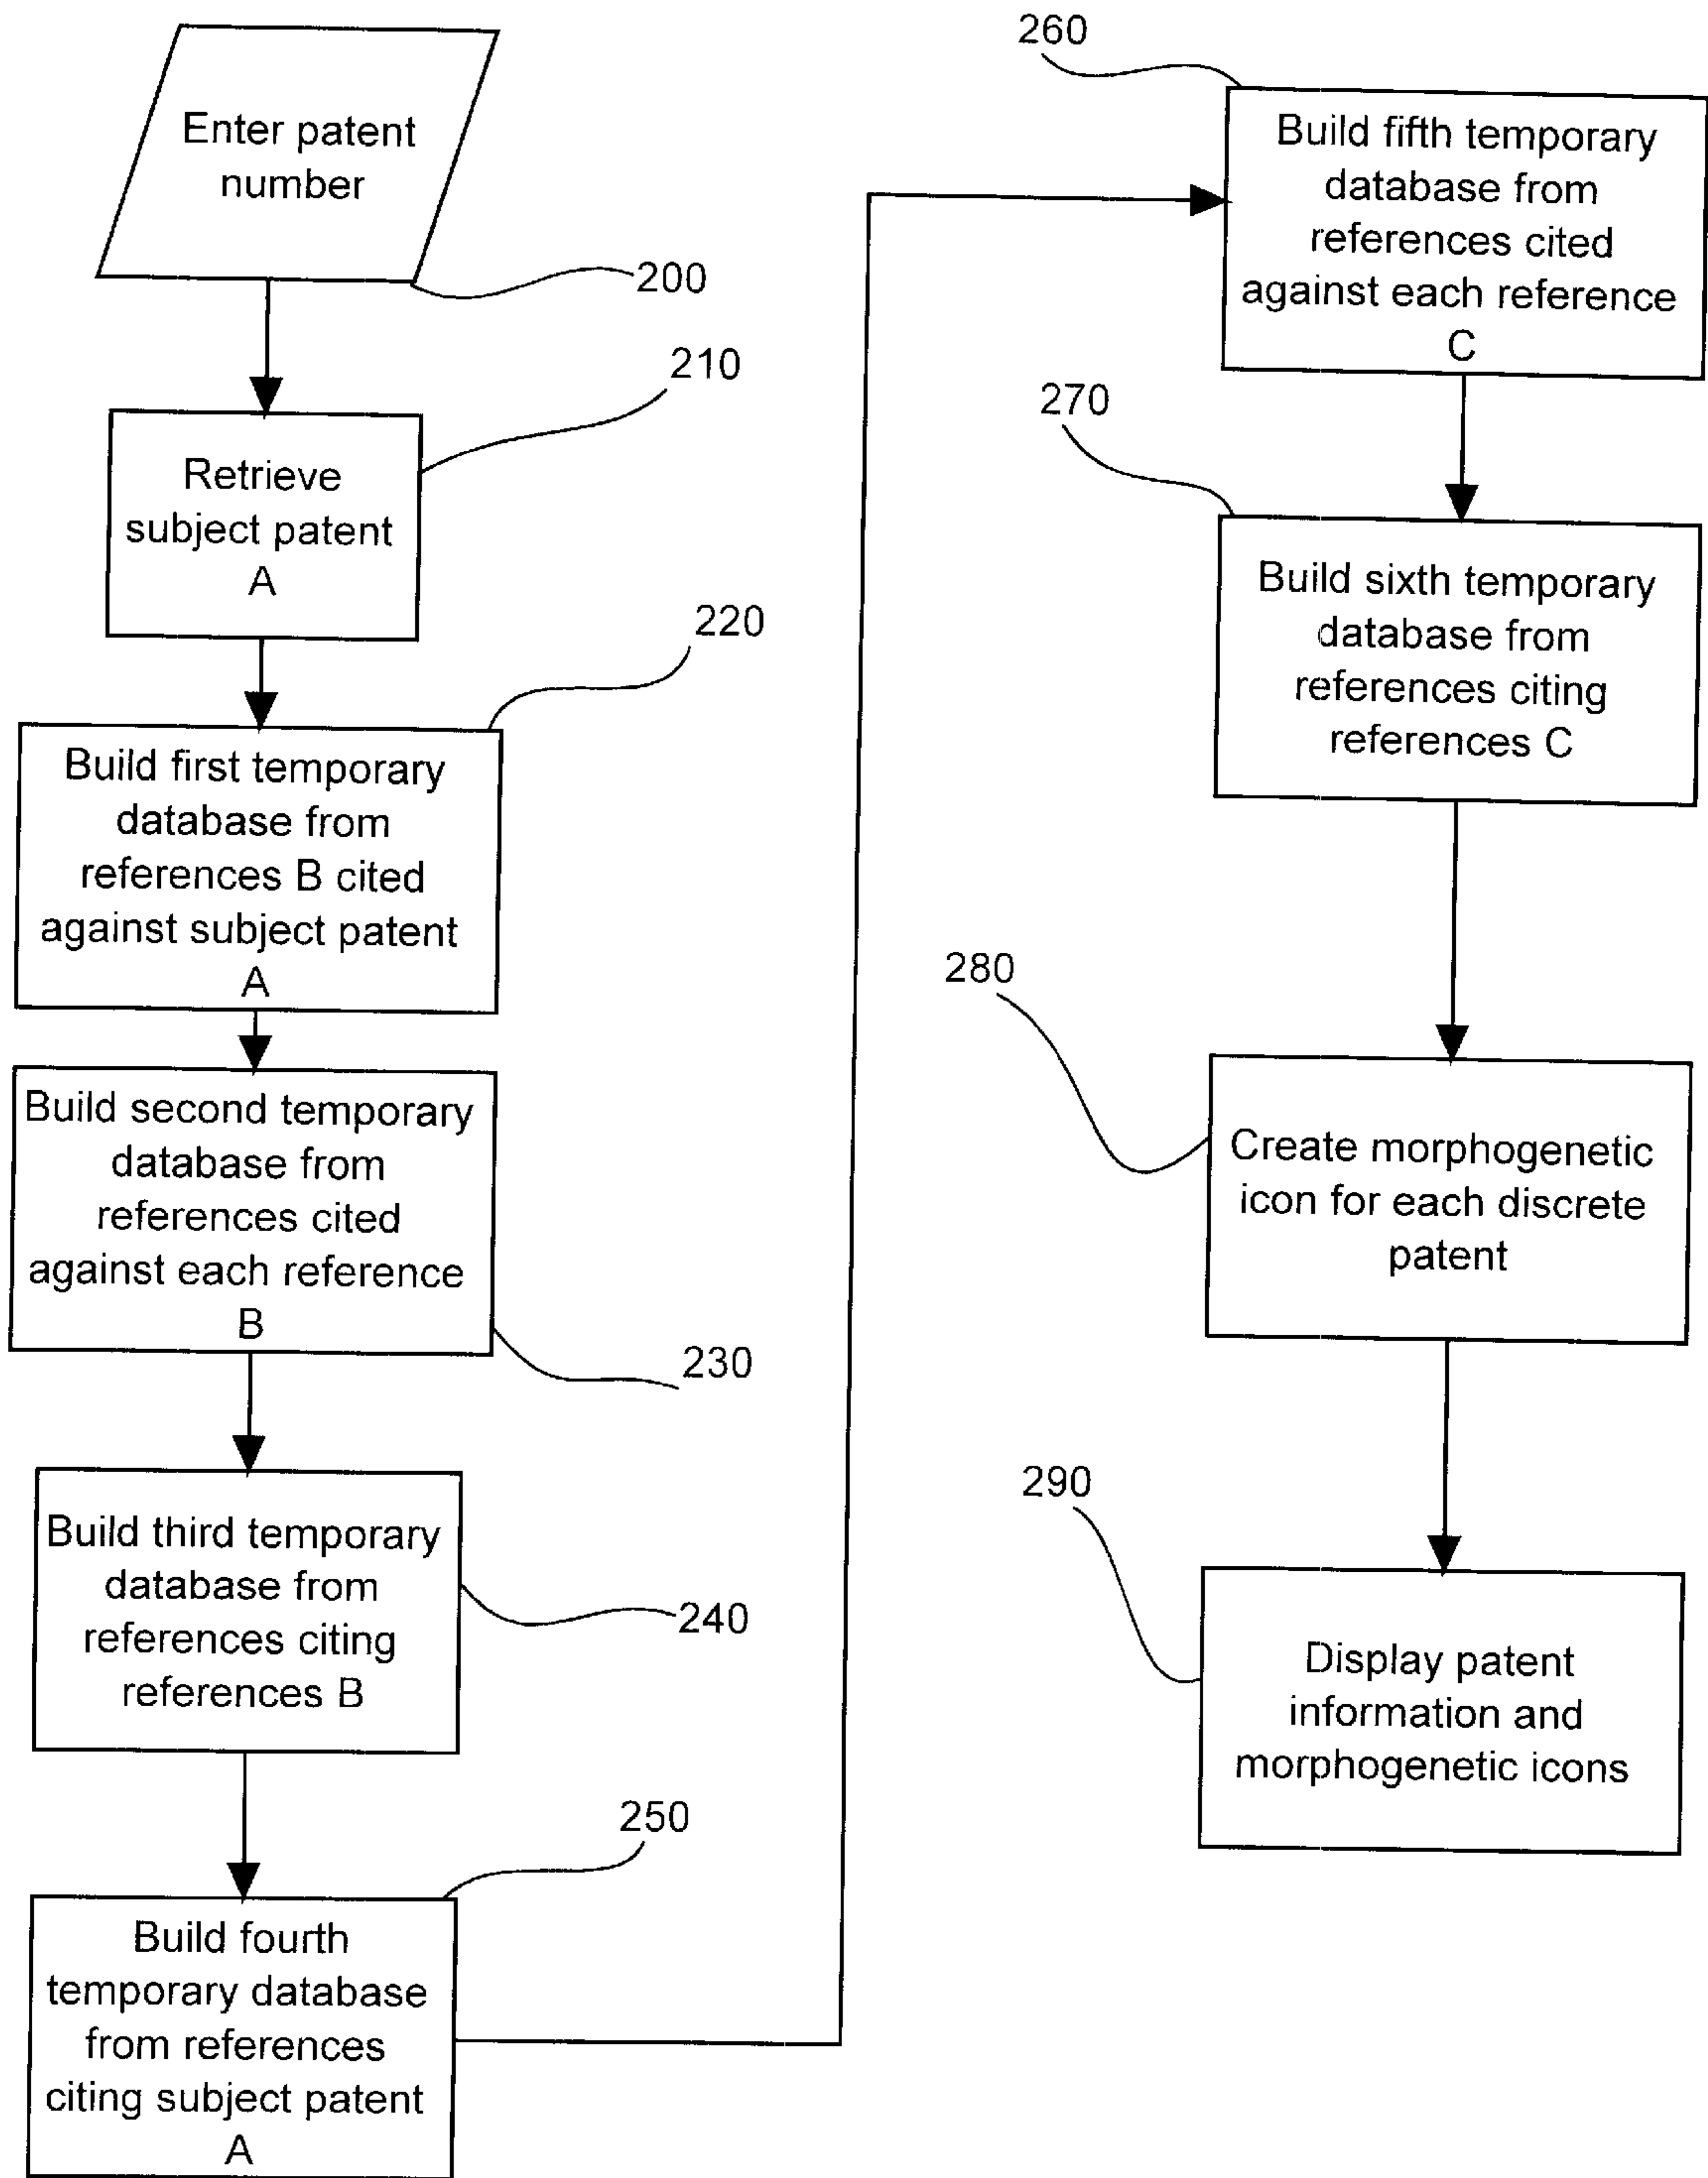 Enter patent
number
200
210
Retrieve
subject patent
A
220
Build first temporary
database from
references B cited
against subject patent
A
Build second temporary
database from
references cited
against each reference
B
230
Build third temporary
database from
references citing
references B
240
250
Build fourth
temporary database
from references
citing subject patent
A
260
Build fifth temporary
database from
references cited
against each reference
C
270
Build sixth temporary
database from
references citing
references C
280
Create morphogenetic
icon for each discrete
patent
290
Display patent
information and
morphogenetic icons